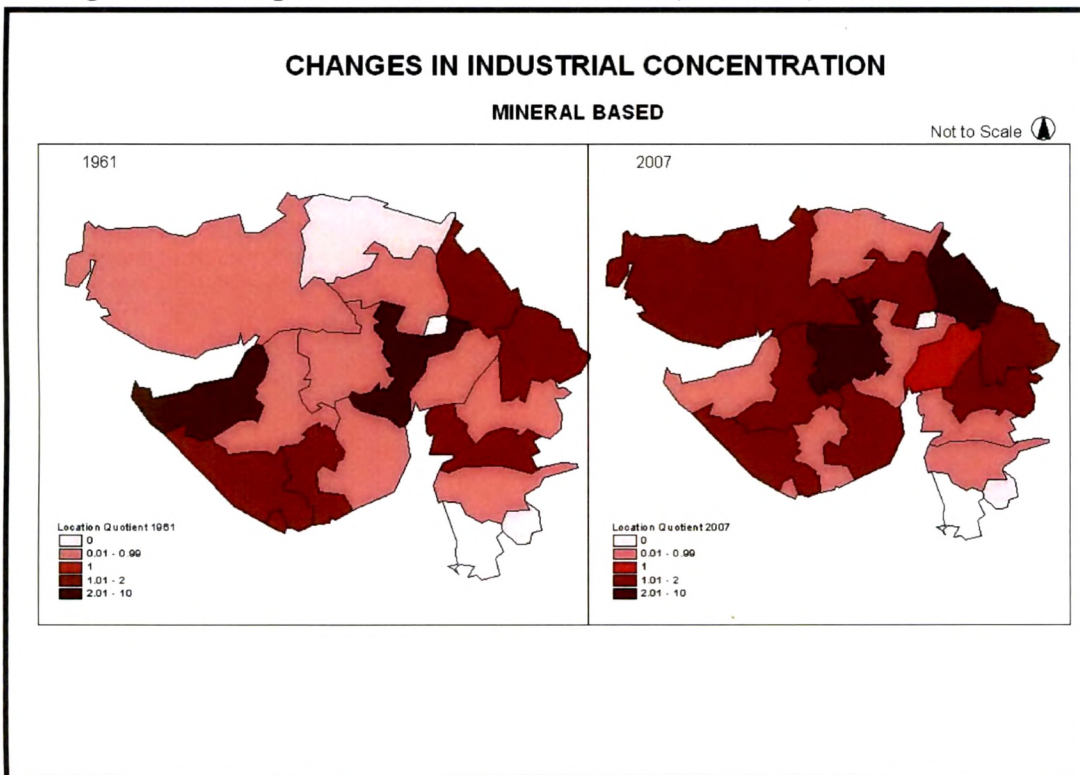 CHANGES IN INDUSTRIAL CONCENTRATION
MINERAL BASED
Not to Scale
1961
2007
Location Quotient 1961
0
0.01 - 0.99
1
1.01 - 2
2.01 - 10
Location Quotient 2007
0
0.01 - 0.99
1
1.01 - 2
2.01 - 10